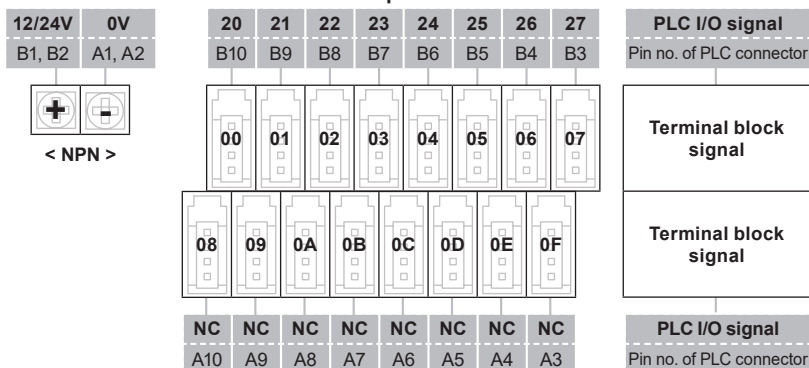 12/24V 0V 20 21 22 23 24 25 26 27 PLC I/O signal
B1, B2 A1, A2 B10 B9 B8 B7 B6 B5 B4 B3 Pin no. of PLC connector
+ -
00 01 02 03 04 05 06 07 Terminal block
signal
< NPN >
08 09 0A 0B 0C 0D 0E 0F Terminal block
signal
NC NC NC NC NC NC NC NC PLC I/O signal
A10 A9 A8 A7 A6 A5 A4 A3 Pin no. of PLC connector